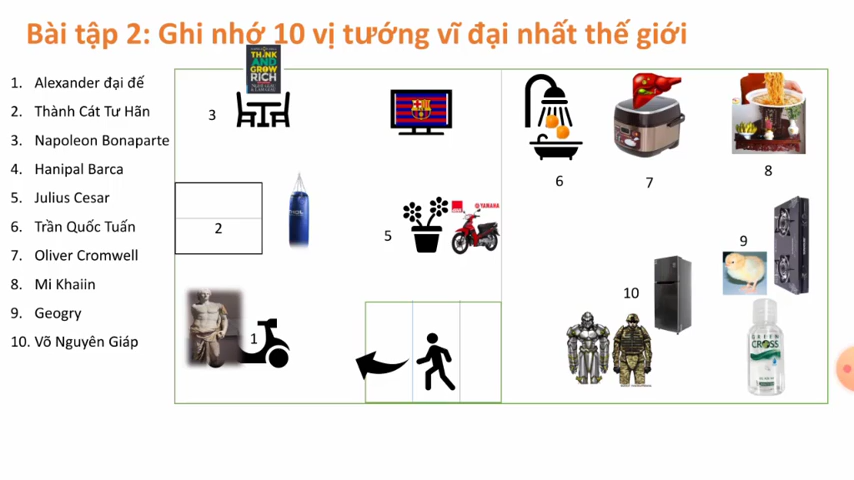 Bài tập 2: Ghi nhớ 10 vị tướng vĩ đại nhất thế giới
1. Alexander đại đế
2. Thành Cát Tư Hãn
3. Napoleon Bonaparte
4. Hanipal Barca
5. Julius Cesar
6. Trần Quốc Tuấn
7. Oliver Cromwell
8. Mi Khaiin
9. Geogry
10. Võ Nguyên Giáp
THINK
AND
GROW
RICH
3
6
7
8
2
5
YAMAHA
9
10
1
GREEN
CROSS